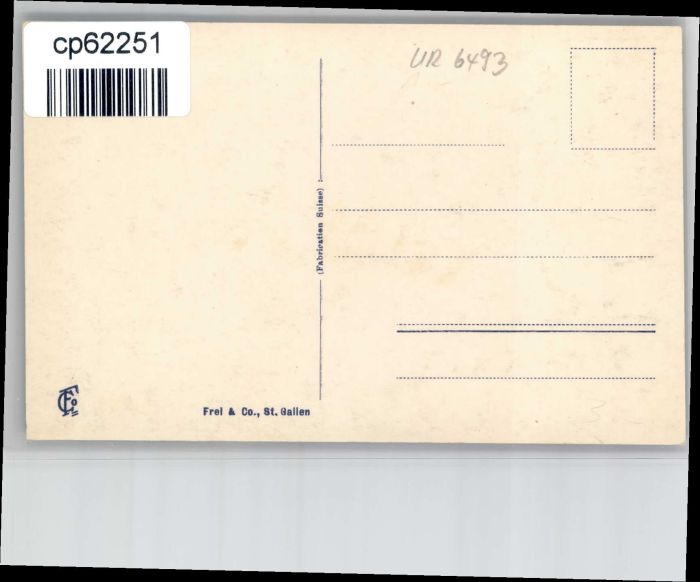 cp62251
UR 6493
(Fabrication Suisse)
Frei & Co., St. Gallen